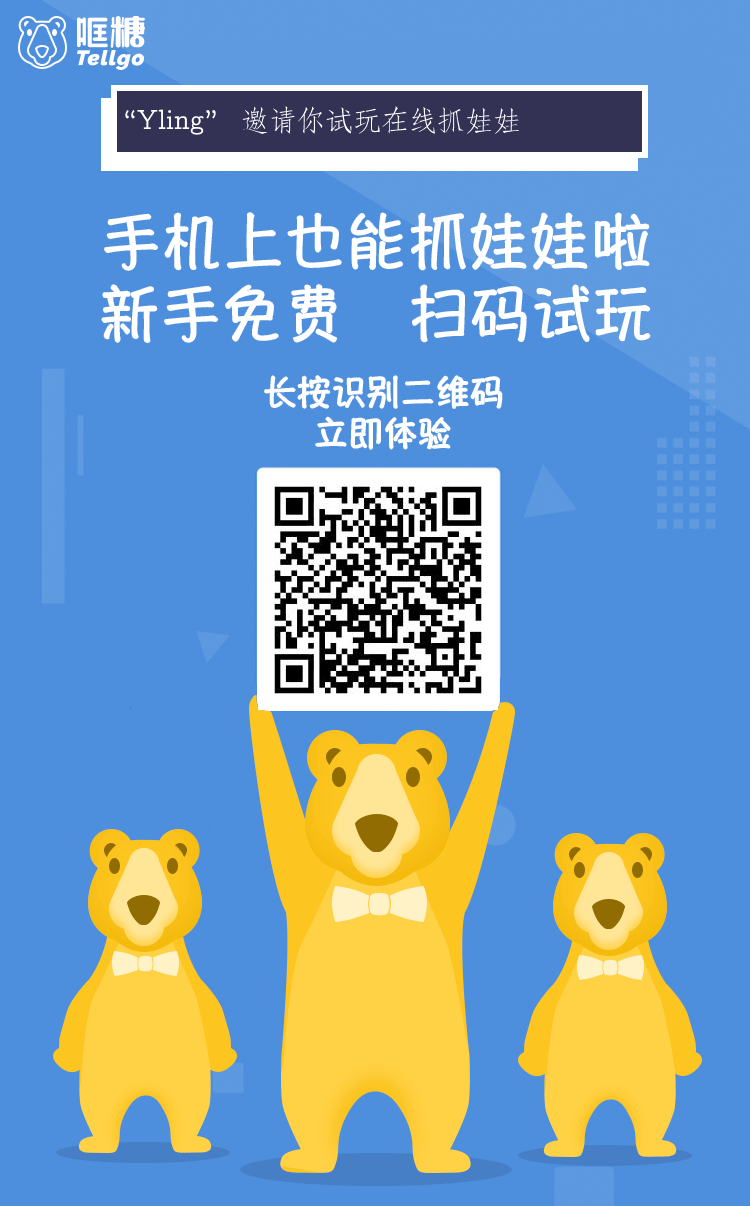 哐糖
Tellgo
“Yling” 邀请你试玩在线抓娃娃
手机上也能抓娃娃啦
新手免费 扫码试玩
长按识别二维码
立即体验